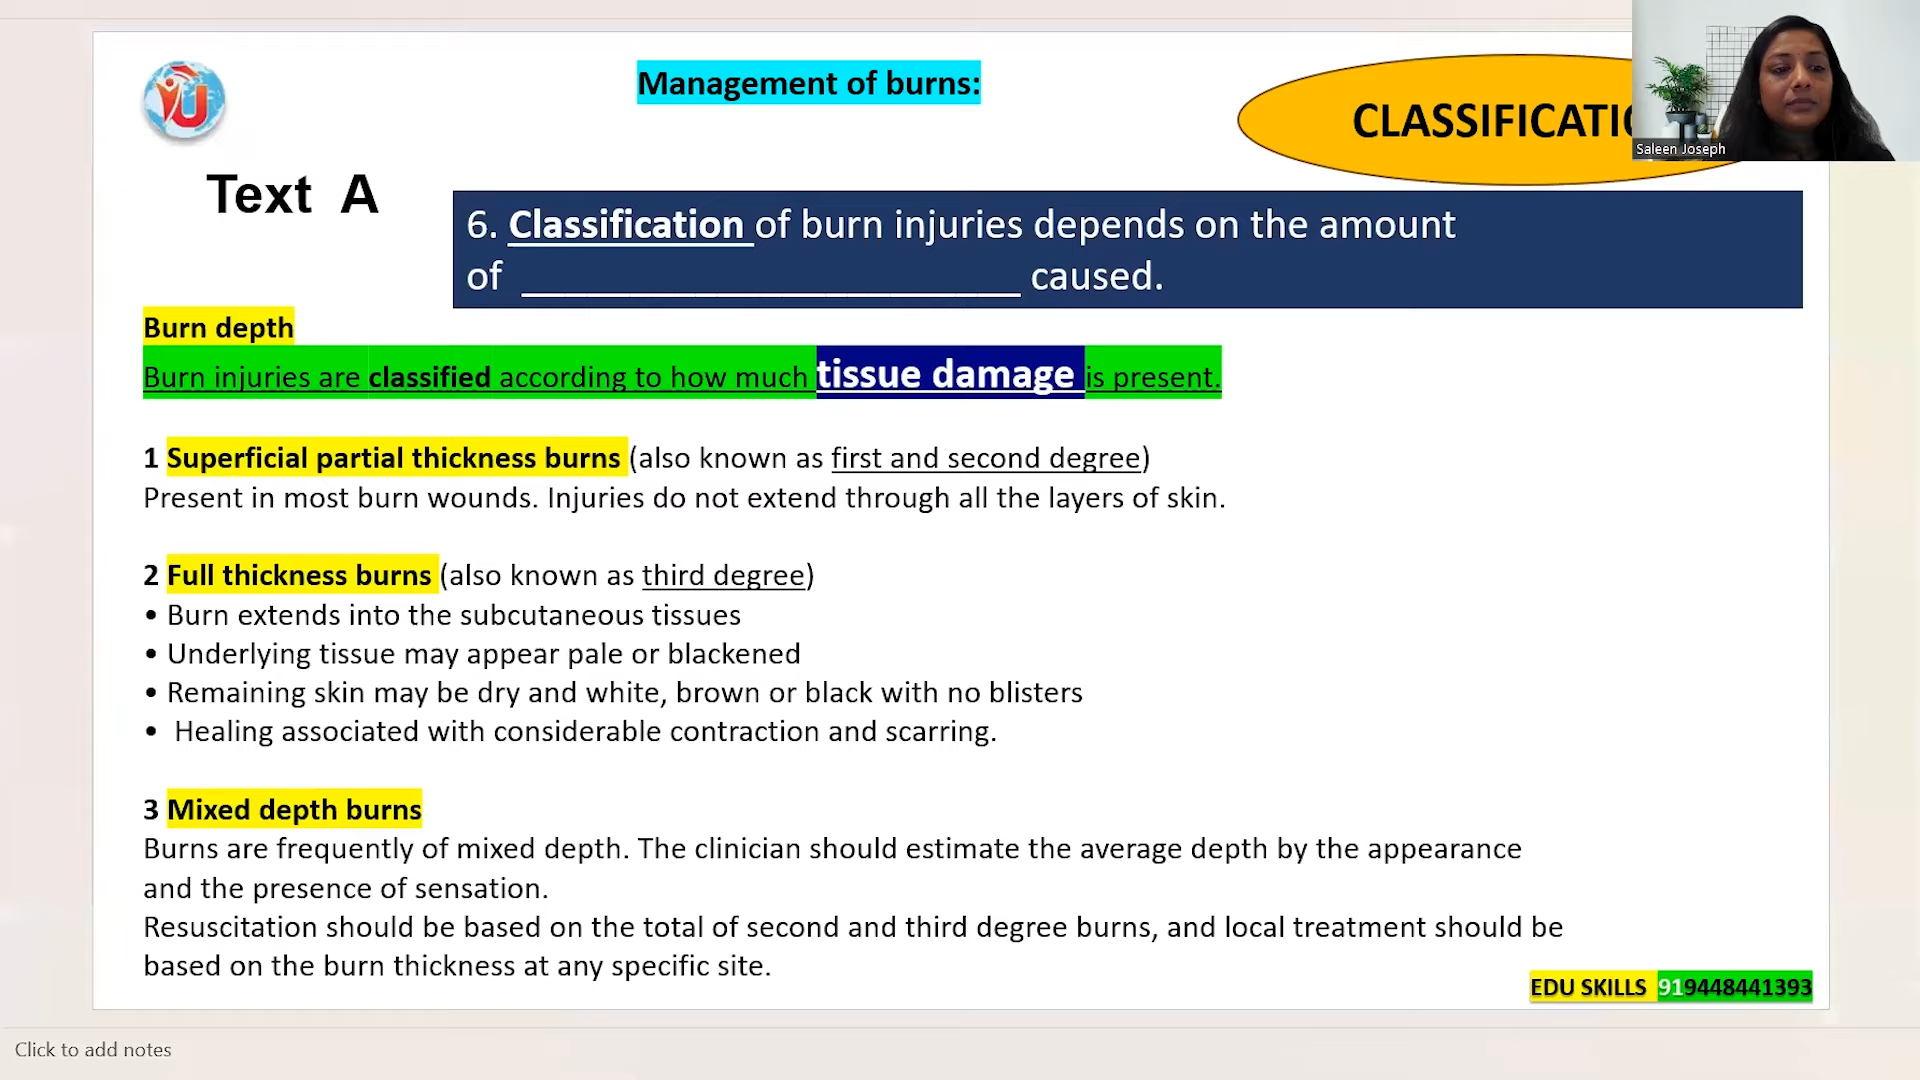 Management of burns:
CLASSIFICATIO
Saleen Joseph
Text A
6. Classification of burn injuries depends on the amount
of ________________________ caused.
Burn depth
Burn injuries are classified according to how much tissue damage is present.
1 Superficial partial thickness burns (also known as first and second degree)
Present in most burn wounds. Injuries do not extend through all the layers of skin.
2 Full thickness burns (also known as third degree)
• Burn extends into the subcutaneous tissues
• Underlying tissue may appear pale or blackened
• Remaining skin may be dry and white, brown or black with no blisters
• Healing associated with considerable contraction and scarring.
3 Mixed depth burns
Burns are frequently of mixed depth. The clinician should estimate the average depth by the appearance
and the presence of sensation.
Resuscitation should be based on the total of second and third degree burns, and local treatment should be
based on the burn thickness at any specific site.
EDU SKILLS 919448441393
Click to add notes